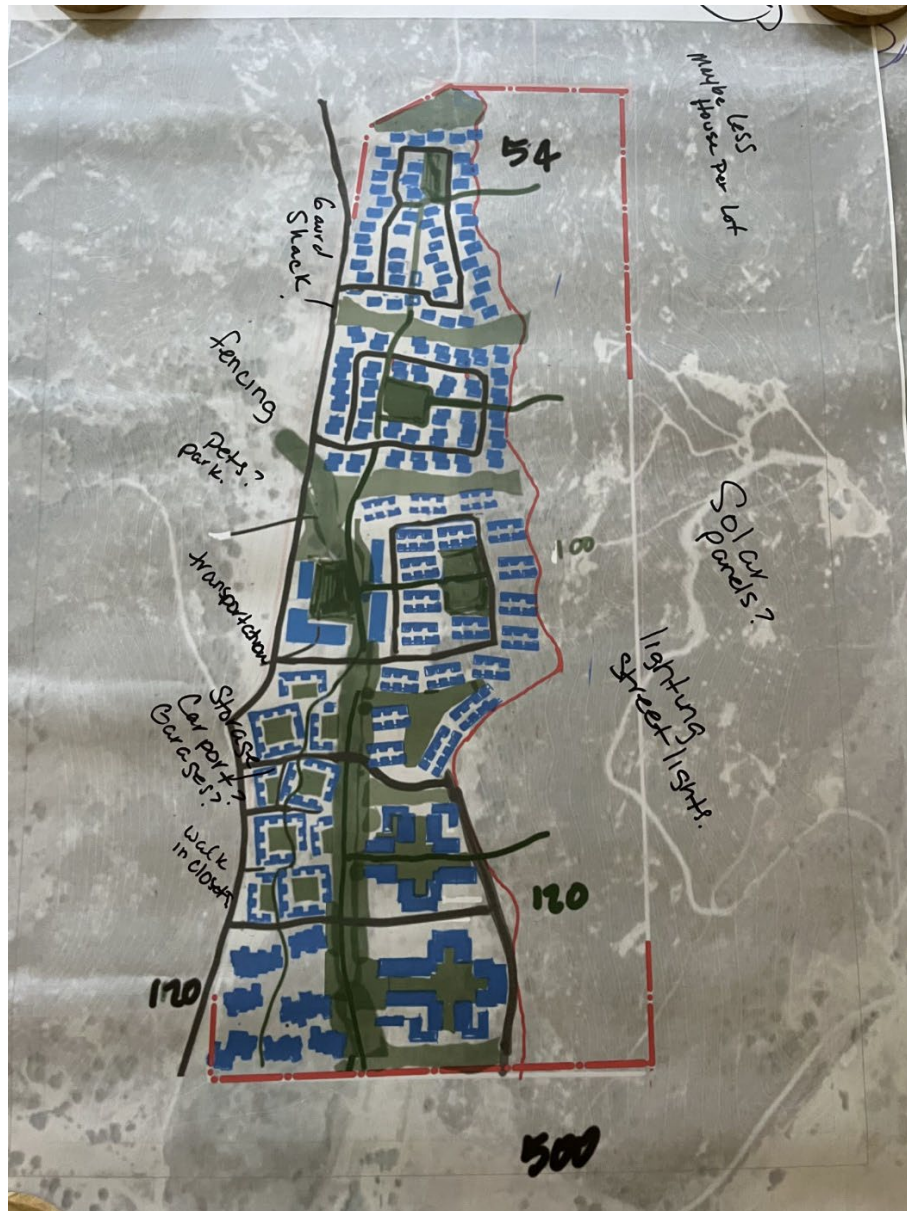 maybe less
House per lot
54
Gaurd
Shack!
fencing
Pets?
park.
100
Solar
panels?
transportation
lighting
street lights.
Storage!
Car port?
Garages?
walk
in closets
120
120
500